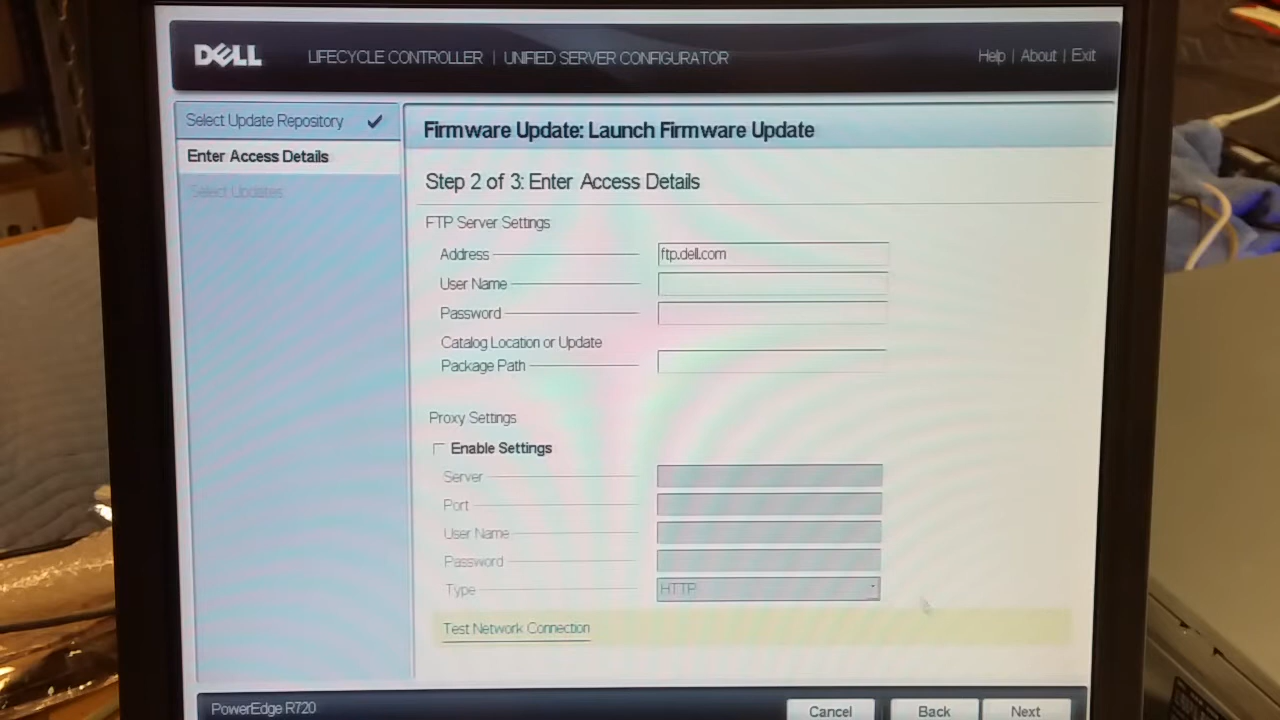 DELL LIFECYCLE CONTROLLER | UNIFIED SERVER CONFIGURATOR Help | About | Exit
Select Update Repository
Enter Access Details
Select Updates
Firmware Update: Launch Firmware Update
Step 2 of 3: Enter Access Details
FTP Server Settings
Address ftp.dell.com
User Name
Password
Catalog Location or Update
Package Path
Proxy Settings
Enable Settings
Server
Port
User Name
Password
Type HTTP
Test Network Connection
PowerEdge R720 Cancel Back Next